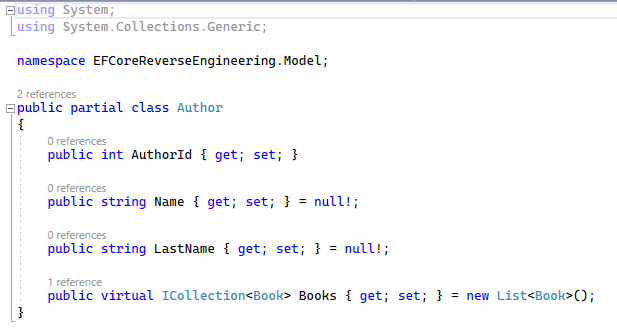 using System;
using System.Collections.Generic;
namespace EFCoreReverseEngineering.Model;
2 references
public partial class Author
{
0 references
public int AuthorId { get; set; }
0 references
public string Name { get; set; } = null!;
0 references
public string LastName { get; set; } = null!;
1 reference
public virtual ICollection<Book> Books { get; set; } = new List<Book>();
}